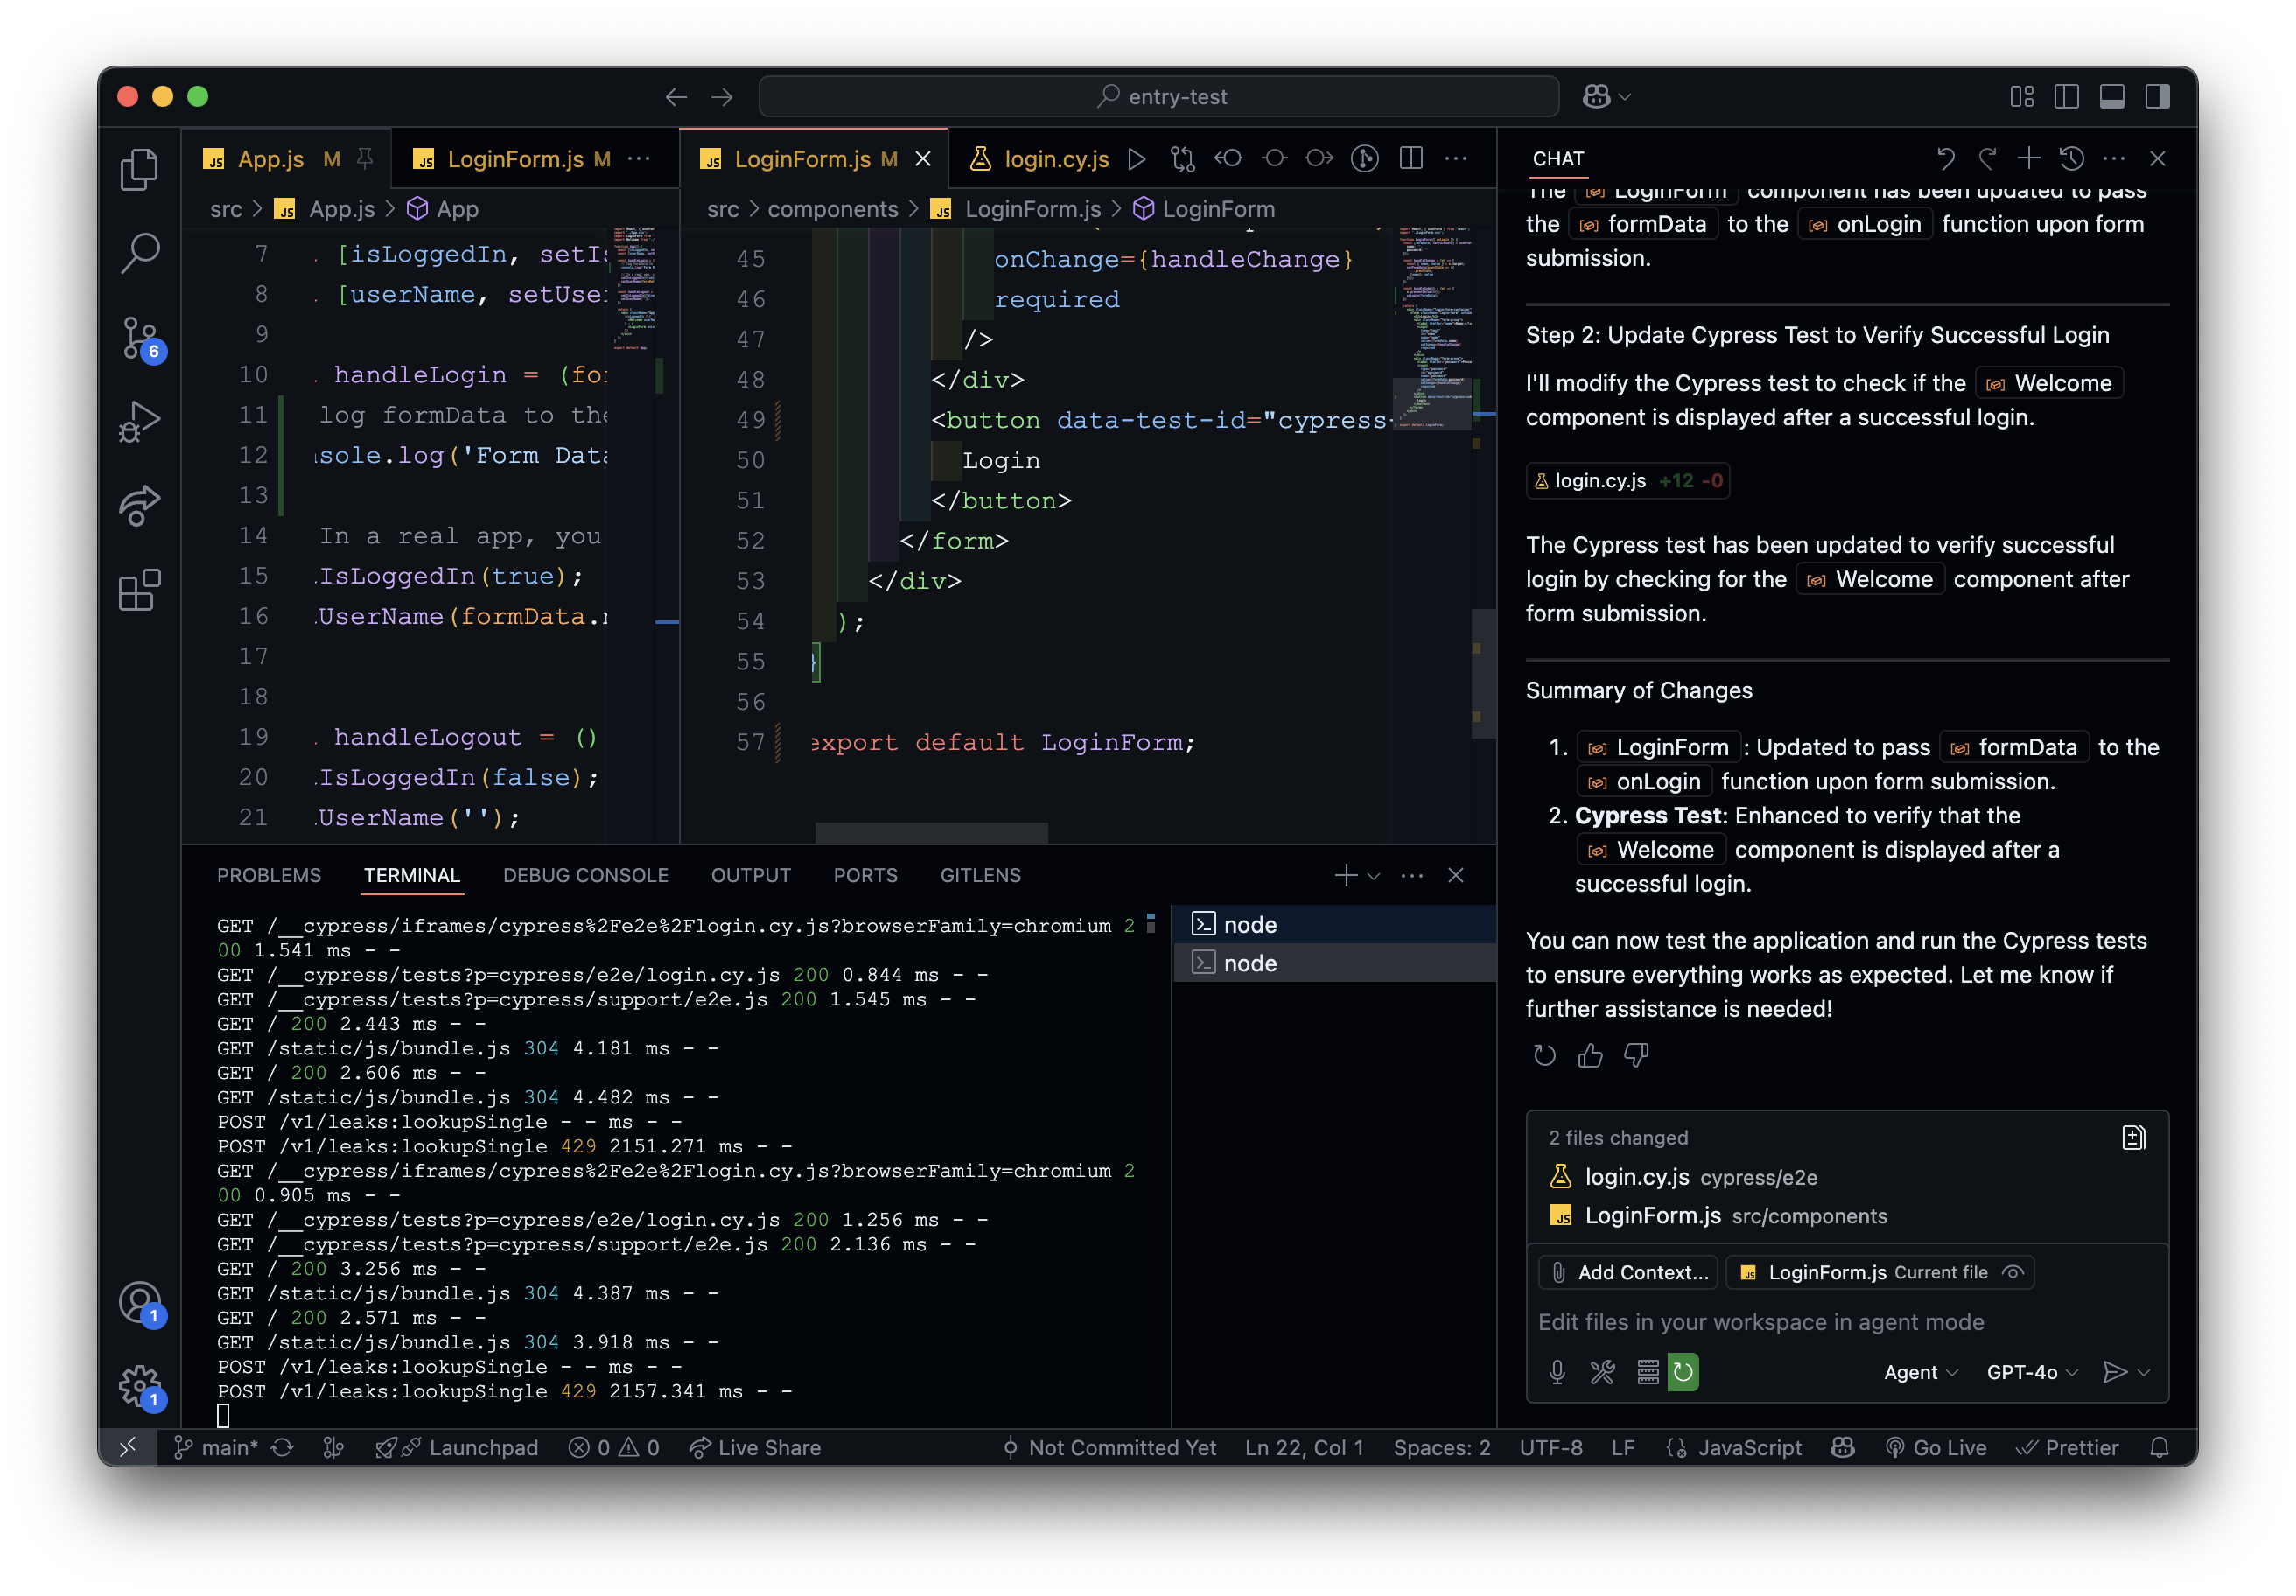 entry-test
App.js M
LoginForm.js M
src > App.js > App
7 [isLoggedIn, setIs
8 [userName, setUser
9
10 handleLogin = (for
11 log formData to the
12 sole.log('Form Data
13
14 In a real app, you
15 IsLoggedIn(true);
16 UserName(formData.
17
18
19 handleLogout = ()
20 IsLoggedIn(false);
21 UserName('');
LoginForm.js M
login.cy.js
src > components > LoginForm.js > LoginForm
45 onChange={handleChange}
46 required
47 />
48 </div>
49 <button data-test-id="cypress-
50 Login
51 </button>
52 </form>
53 </div>
54 );
55 }
56
57 export default LoginForm;
PROBLEMS TERMINAL DEBUG CONSOLE OUTPUT PORTS GITLENS
GET /__cypress/iframes/cypress%2Fe2e%2Flogin.cy.js?browserFamily=chromium 2
00 1.541 ms - -
GET /__cypress/tests?p=cypress/e2e/login.cy.js 200 0.844 ms - -
GET /__cypress/tests?p=cypress/support/e2e.js 200 1.545 ms - -
GET / 200 2.443 ms - -
GET /static/js/bundle.js 304 4.181 ms - -
GET / 200 2.606 ms - -
GET /static/js/bundle.js 304 4.482 ms - -
POST /v1/leaks:lookupSingle - - ms - -
POST /v1/leaks:lookupSingle 429 2151.271 ms - -
GET /__cypress/iframes/cypress%2Fe2e%2Flogin.cy.js?browserFamily=chromium 2
00 0.905 ms - -
GET /__cypress/tests?p=cypress/e2e/login.cy.js 200 1.256 ms - -
GET /__cypress/tests?p=cypress/support/e2e.js 200 2.136 ms - -
GET / 200 3.256 ms - -
GET /static/js/bundle.js 304 4.387 ms - -
GET / 200 2.571 ms - -
GET /static/js/bundle.js 304 3.918 ms - -
POST /v1/leaks:lookupSingle - - ms - -
POST /v1/leaks:lookupSingle 429 2157.341 ms - -
node
node
CHAT
The LoginForm component has been updated to pass
the formData to the onLogin function upon form
submission.
Step 2: Update Cypress Test to Verify Successful Login
I'll modify the Cypress test to check if the Welcome
component is displayed after a successful login.
login.cy.js +12 -0
The Cypress test has been updated to verify successful
login by checking for the Welcome component after
form submission.
Summary of Changes
1. LoginForm : Updated to pass formData to the
onLogin function upon form submission.
2. Cypress Test: Enhanced to verify that the
Welcome component is displayed after a
successful login.
You can now test the application and run the Cypress tests
to ensure everything works as expected. Let me know if
further assistance is needed!
2 files changed
login.cy.js cypress/e2e
LoginForm.js src/components
Add Context... LoginForm.js Current file
Edit files in your workspace in agent mode
Agent GPT-4o
6
1
1
main* Launchpad 0 0 Live Share Not Committed Yet Ln 22, Col 1 Spaces: 2 UTF-8 LF JavaScript Go Live Prettier